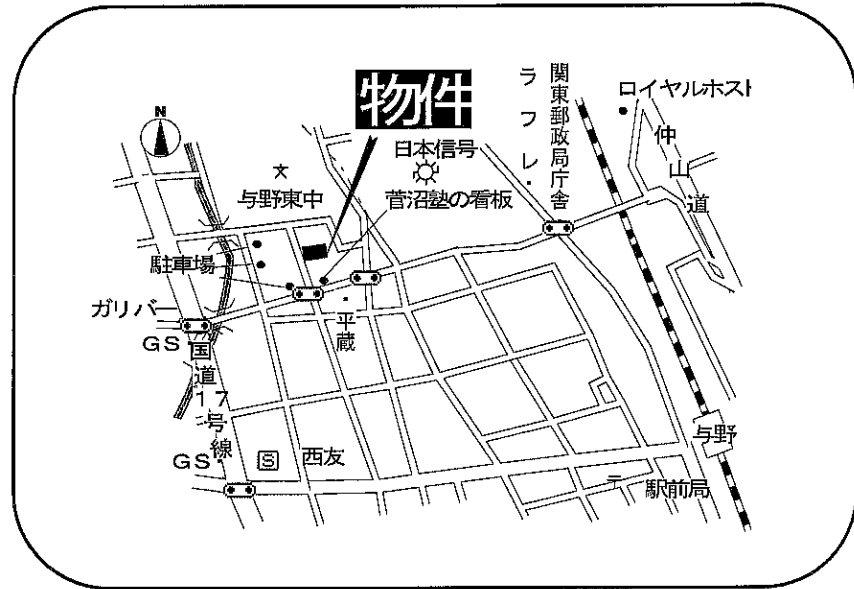 物件
関東郵政局庁舎
ラフレ
ロイヤルホスト
仲山道
N
日本信号
与野東中
菅沼塾の看板
駐車場
ガリバー
GS
平蔵
国道17号線
GS
S
西友
与野
〒
駅前局